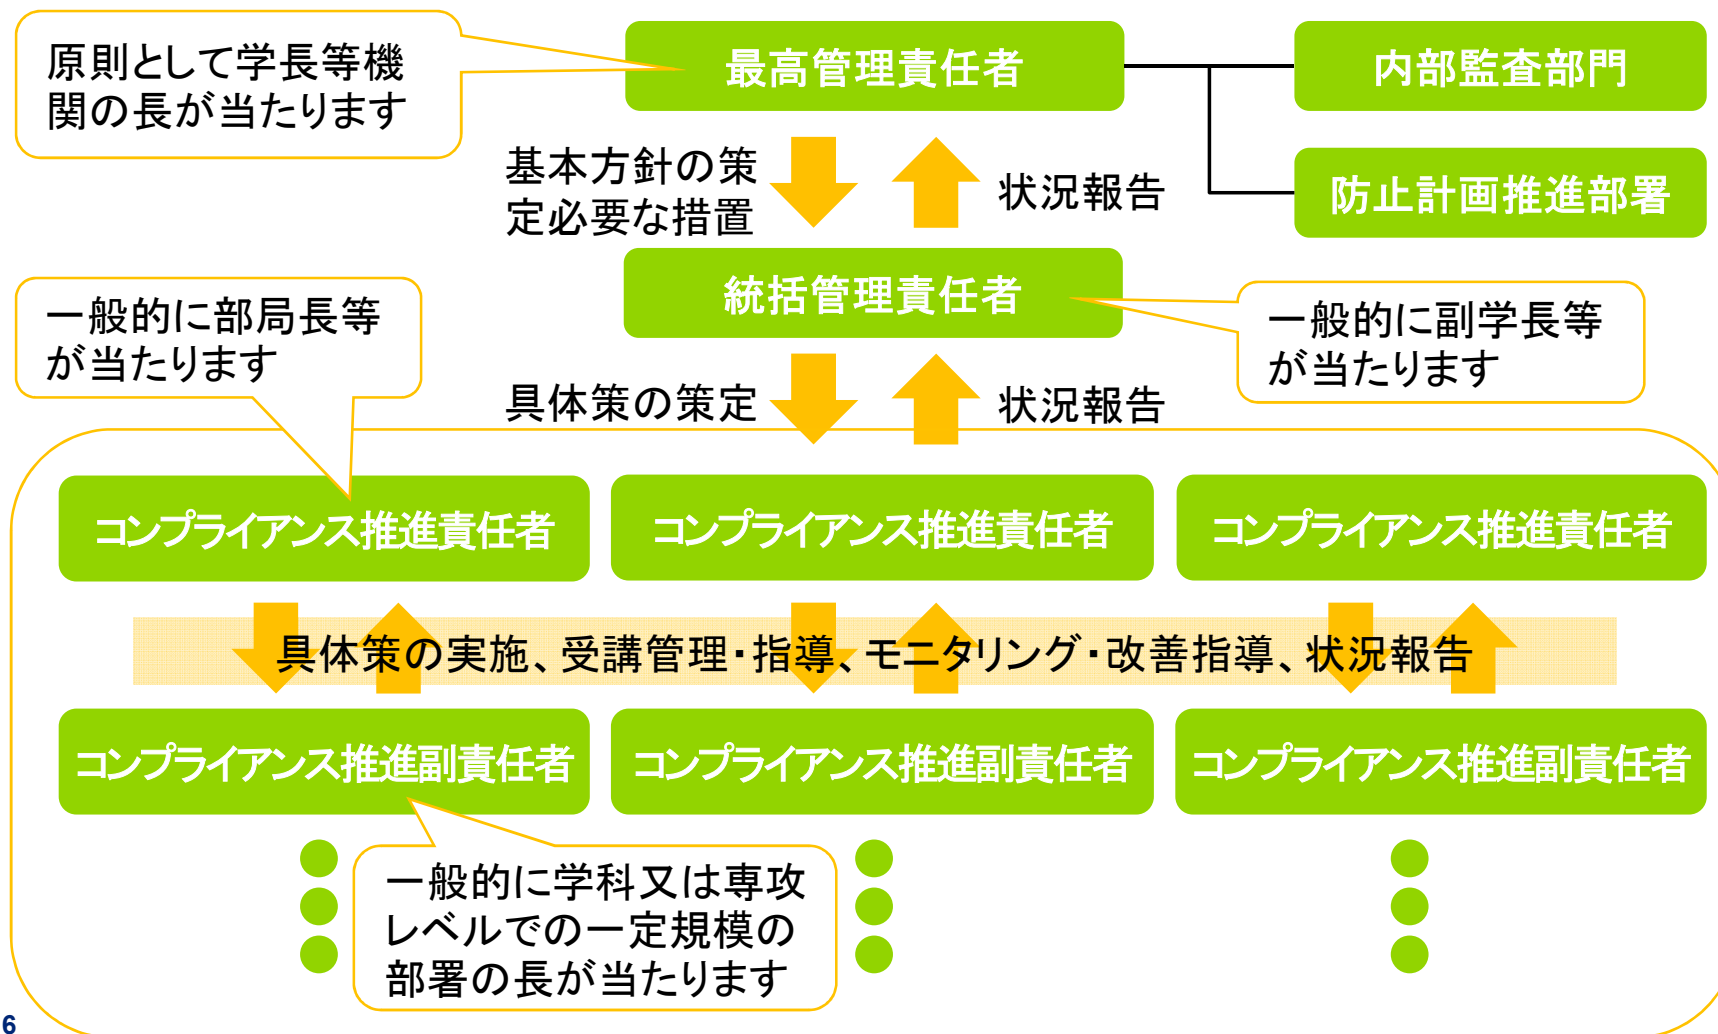 原則として学長等機
関の長が当たります
最高管理責任者
内部監査部門
基本方針の策
定必要な措置
状況報告
防止計画推進部署
統括管理責任者
一般的に部局長等
が当たります
一般的に副学長等
が当たります
具体策の策定
状況報告
コンプライアンス推進責任者
コンプライアンス推進責任者
コンプライアンス推進責任者
具体策の実施、受講管理・指導、モニタリング・改善指導、状況報告
コンプライアンス推進副責任者
コンプライアンス推進副責任者
コンプライアンス推進副責任者
一般的に学科又は専攻
レベルでの一定規模の
部署の長が当たります
6